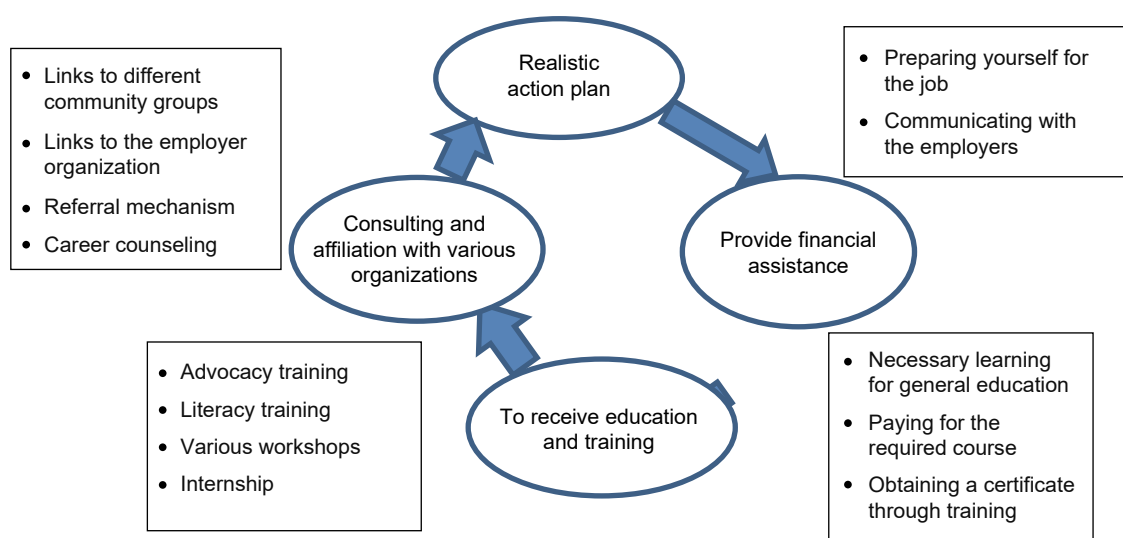 Realistic
action plan
• Preparing yourself for
the job
• Communicating with
the employers
• Links to different
community groups
• Links to the employer
organization
• Referral mechanism
• Career counseling
Consulting and
affiliation with various
organizations
Provide financial
assistance
• Advocacy training
• Literacy training
• Various workshops
• Internship
To receive education
and training
• Necessary learning
for general education
• Paying for the
required course
• Obtaining a certificate
through training